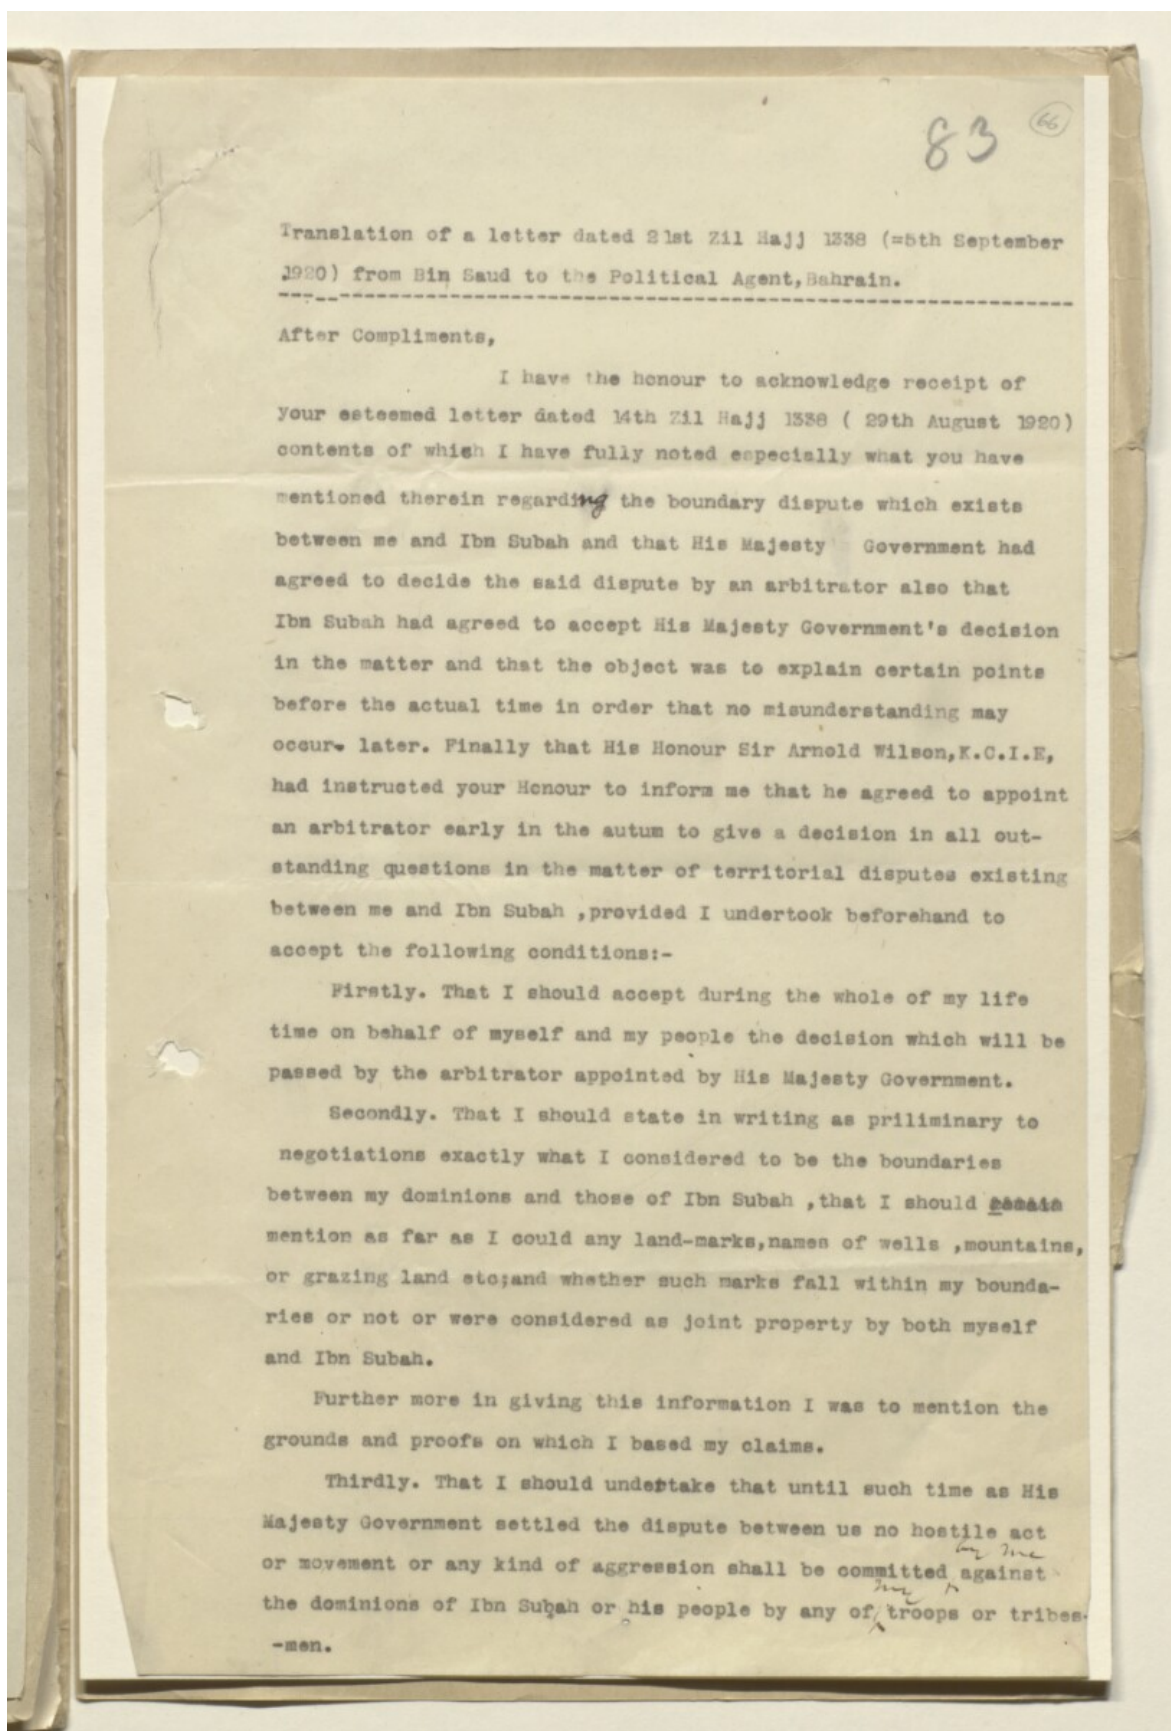 83
66
Translation of a letter dated 21st Zil Hajj 1338 (=5th September
1920) from Bin Saud to the Political Agent,Bahrain.
After Compliments,
I have the honour to acknowledge receipt of
your esteemed letter dated 14th Zil Hajj 1338 ( 29th August 1920)
contents of which I have fully noted especially what you have
mentioned therein regarding the boundary dispute which exists
between me and Ibn Subah and that His Majesty Government had
agreed to decide the said dispute by an arbitrator also that
Ibn Subah had agreed to accept His Majesty Government's decision
in the matter and that the object was to explain certain points
before the actual time in order that no misunderstanding may
occur. later. Finally that His Honour Sir Arnold Wilson,K.C.I.E,
had instructed your Honour to inform me that he agreed to appoint
an arbitrator early in the autum to give a decision in all out-
standing questions in the matter of territorial disputes existing
between me and Ibn Subah ,provided I undertook beforehand to
accept the following conditions:-
Firstly. That I should accept during the whole of my life
time on behalf of myself and my people the decision which will be
passed by the arbitrator appointed by His Majesty Government.
Secondly. That I should state in writing as priliminary to
negotiations exactly what I considered to be the boundaries
between my dominions and those of Ibn Subah ,that I should
mention as far as I could any land-marks,names of wells ,mountains,
or grazing land etc;and whether such marks fall within my bounda-
ries or not or were considered as joint property by both myself
and Ibn Subah.
Further more in giving this information I was to mention the
grounds and proofs on which I based my claims.
Thirdly. That I should undertake that until such time as His
Majesty Government settled the dispute between us no hostile act
by me
or movement or any kind of aggression shall be committed against
my
the dominions of Ibn Subah or his people by any of troops or tribes-
-men.